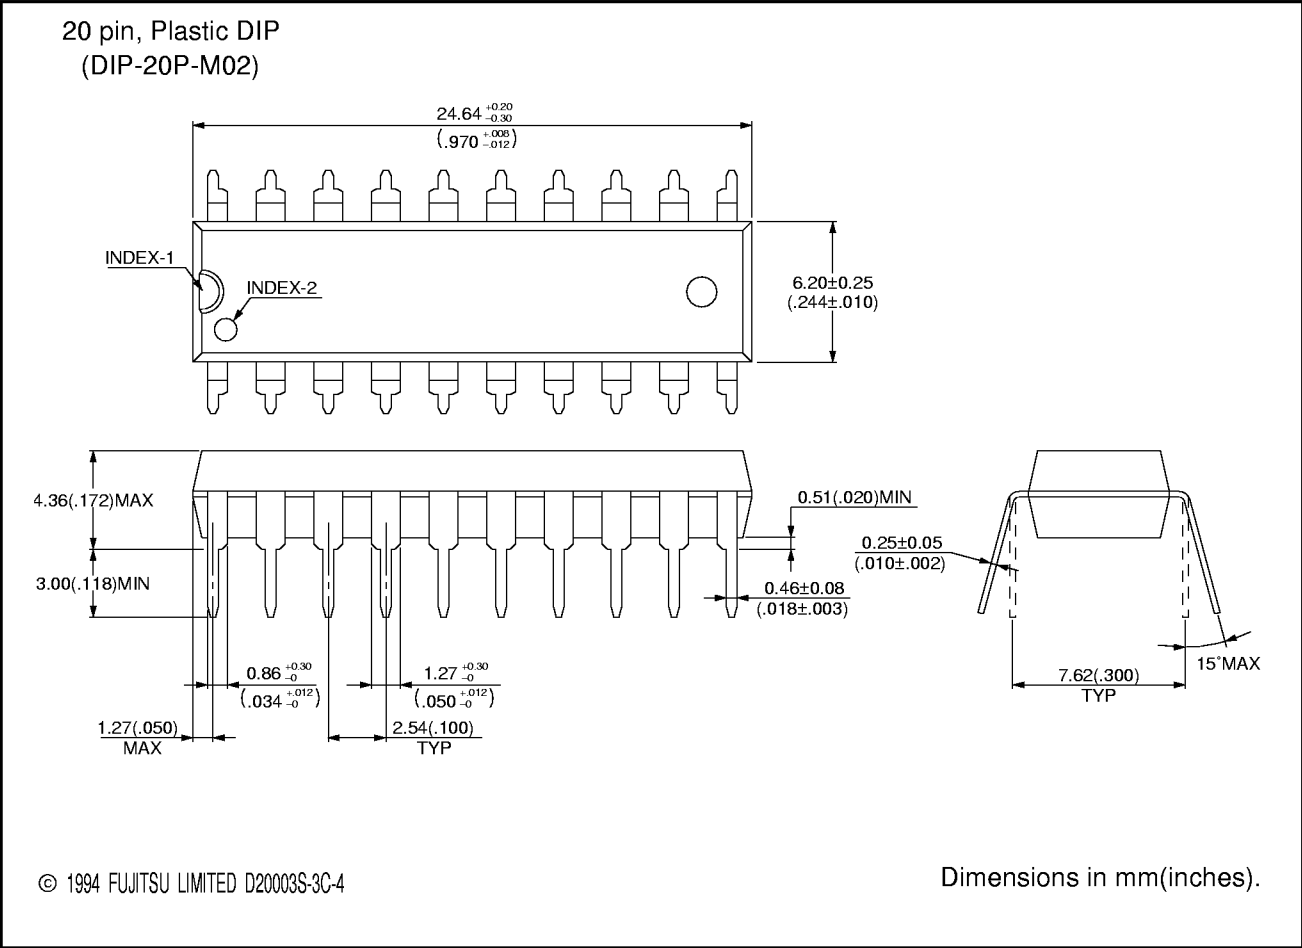 20 pin, Plastic DIP
(DIP-20P-M02)
24.64 +0.20 –0.30
(.970 +.008 –.012)
INDEX-1
INDEX-2
6.20±0.25
(.244±.010)
4.36(.172)MAX
0.51(.020)MIN
0.25±0.05
(.010±.002)
3.00(.118)MIN
0.46±0.08
(.018±.003)
0.86 +0.30 –0
(.034 +.012 –0)
1.27 +0.30 –0
(.050 +.012 –0)
15°MAX
7.62(.300)
TYP
1.27(.050)
MAX
2.54(.100)
TYP
© 1994 FUJITSU LIMITED D20003S-3C-4
Dimensions in mm(inches).